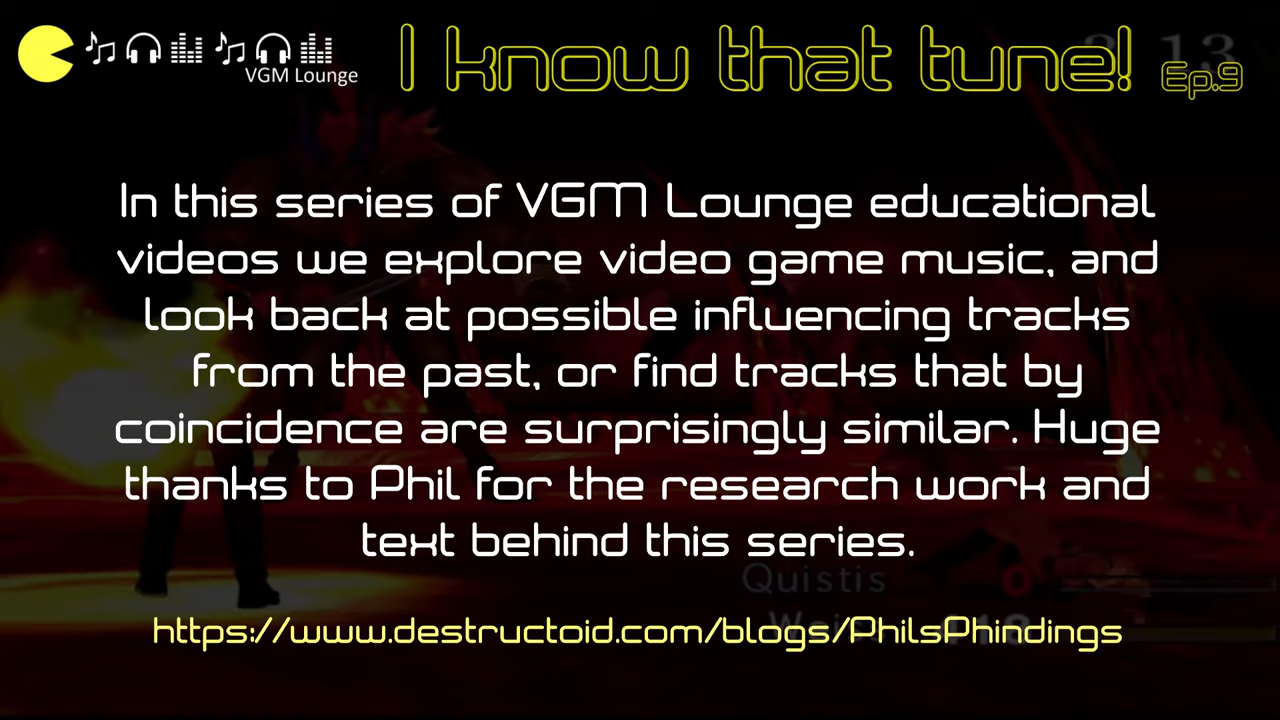 VGM Lounge
I know that tune! Ep.9
In this series of VGM Lounge educational
videos we explore video game music, and
look back at possible influencing tracks
from the past, or find tracks that by
coincidence are surprisingly similar. Huge
thanks to Phil for the research work and
text behind this series.
Quistis
https://www.destructoid.com/blogs/PhilsPhindings